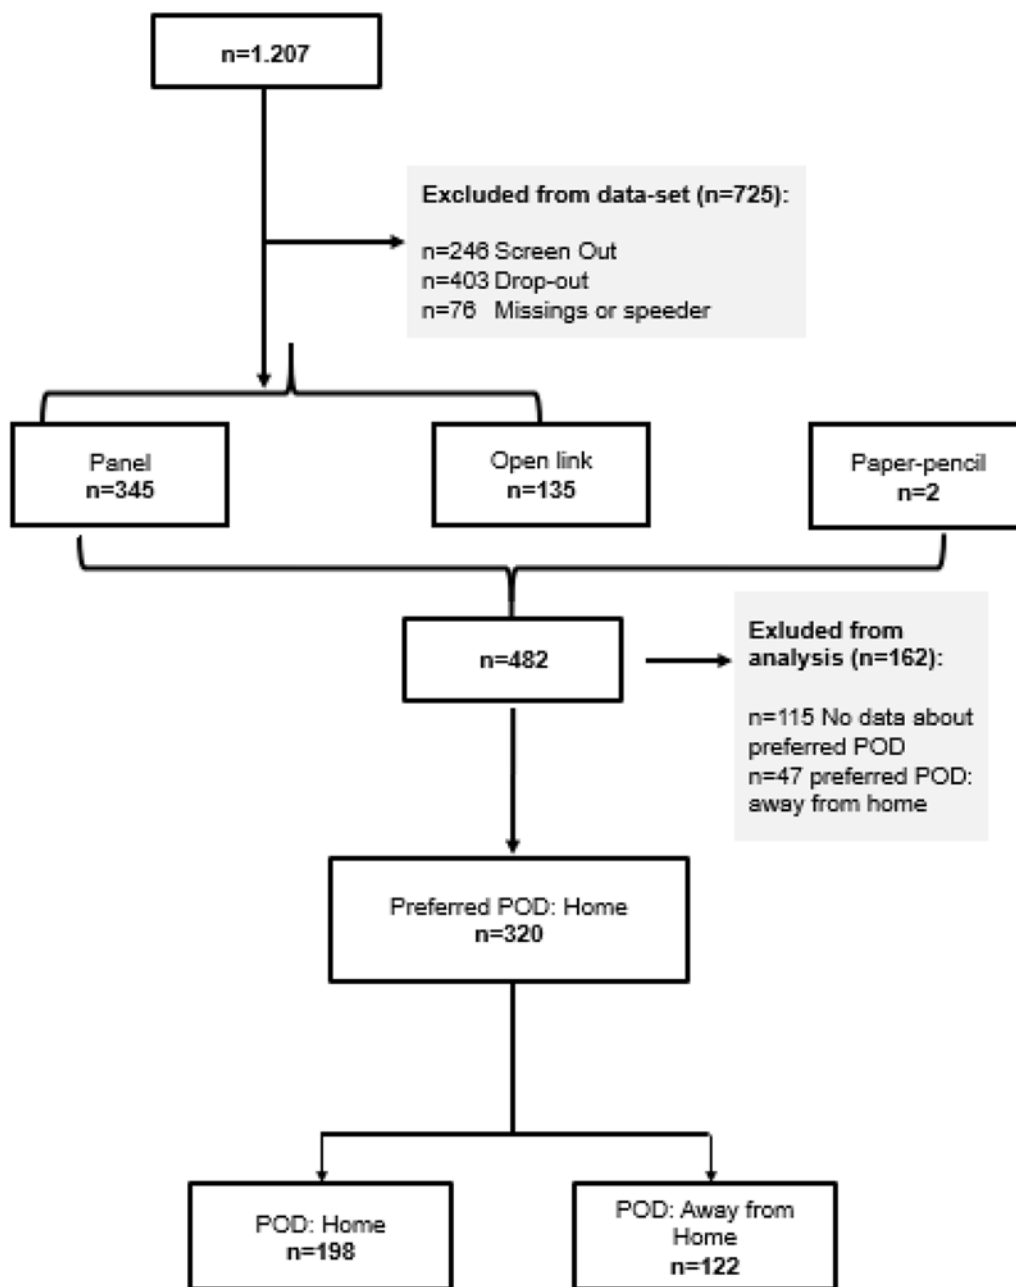 n=1.207
Excluded from data-set (n=725):
n=246 Screen Out
n=403 Drop-out
n=76 Missings or speeder
Panel
n=345
Open link
n=135
Paper-pencil
n=2
n=482
Exluded from
analysis (n=162):
n=115 No data about
preferred POD
n=47 preferred POD:
away from home
Preferred POD: Home
n=320
POD: Home
n=198
POD: Away from
Home
n=122